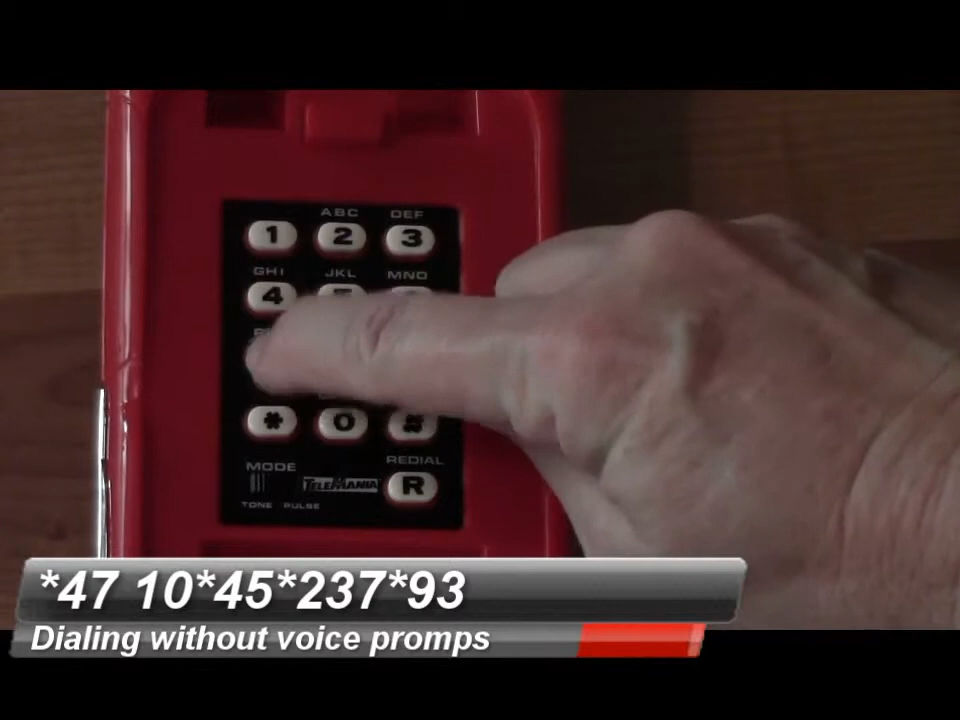 ABC DEF
1 2 3
GHI JKL MNO
4
* 0 #
MODE REDIAL
TELEMANIA R
TONE PULSE
*47 10*45*237*93
Dialing without voice promps